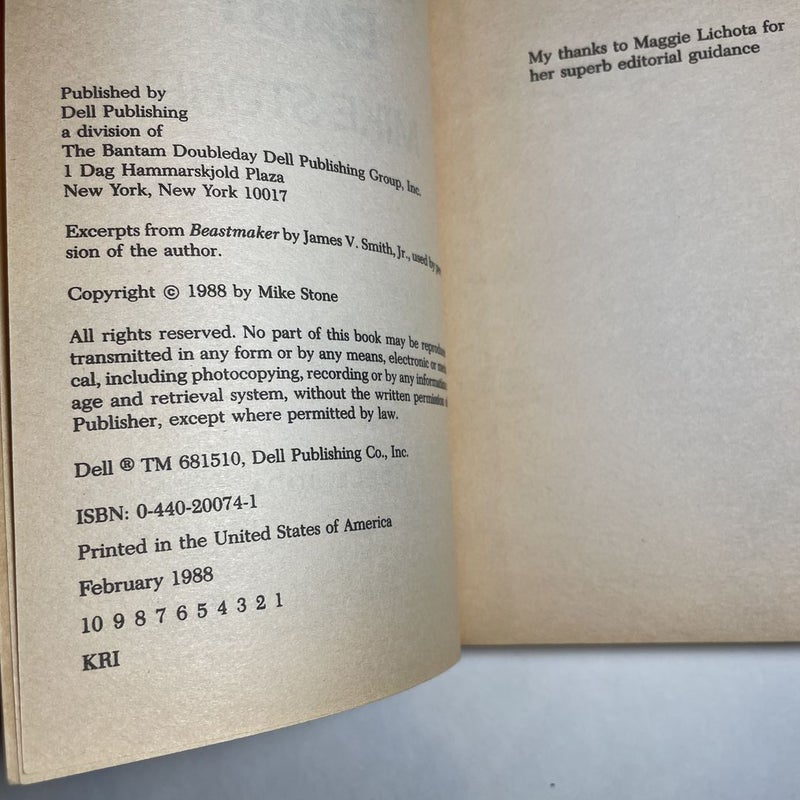 Published by
Dell Publishing
a division of
The Bantam Doubleday Dell Publishing Group, Inc.
1 Dag Hammarskjold Plaza
New York, New York 10017
Excerpts from Beastmaker by James V. Smith, Jr., used by
sion of the author.
Copyright © 1988 by Mike Stone
All rights reserved. No part of this book may be
transmitted in any form or by any means, electronic or
cal, including photocopying, recording or by any
age and retrieval system, without the written
Publisher, except where permitted by law.
Dell ® TM 681510, Dell Publishing Co., Inc.
ISBN: 0-440-20074-1
Printed in the United States of America
February 1988
10 9 8 7 6 5 4 3 2 1
KRI
My thanks to Maggie Lichota for
her superb editorial guidance